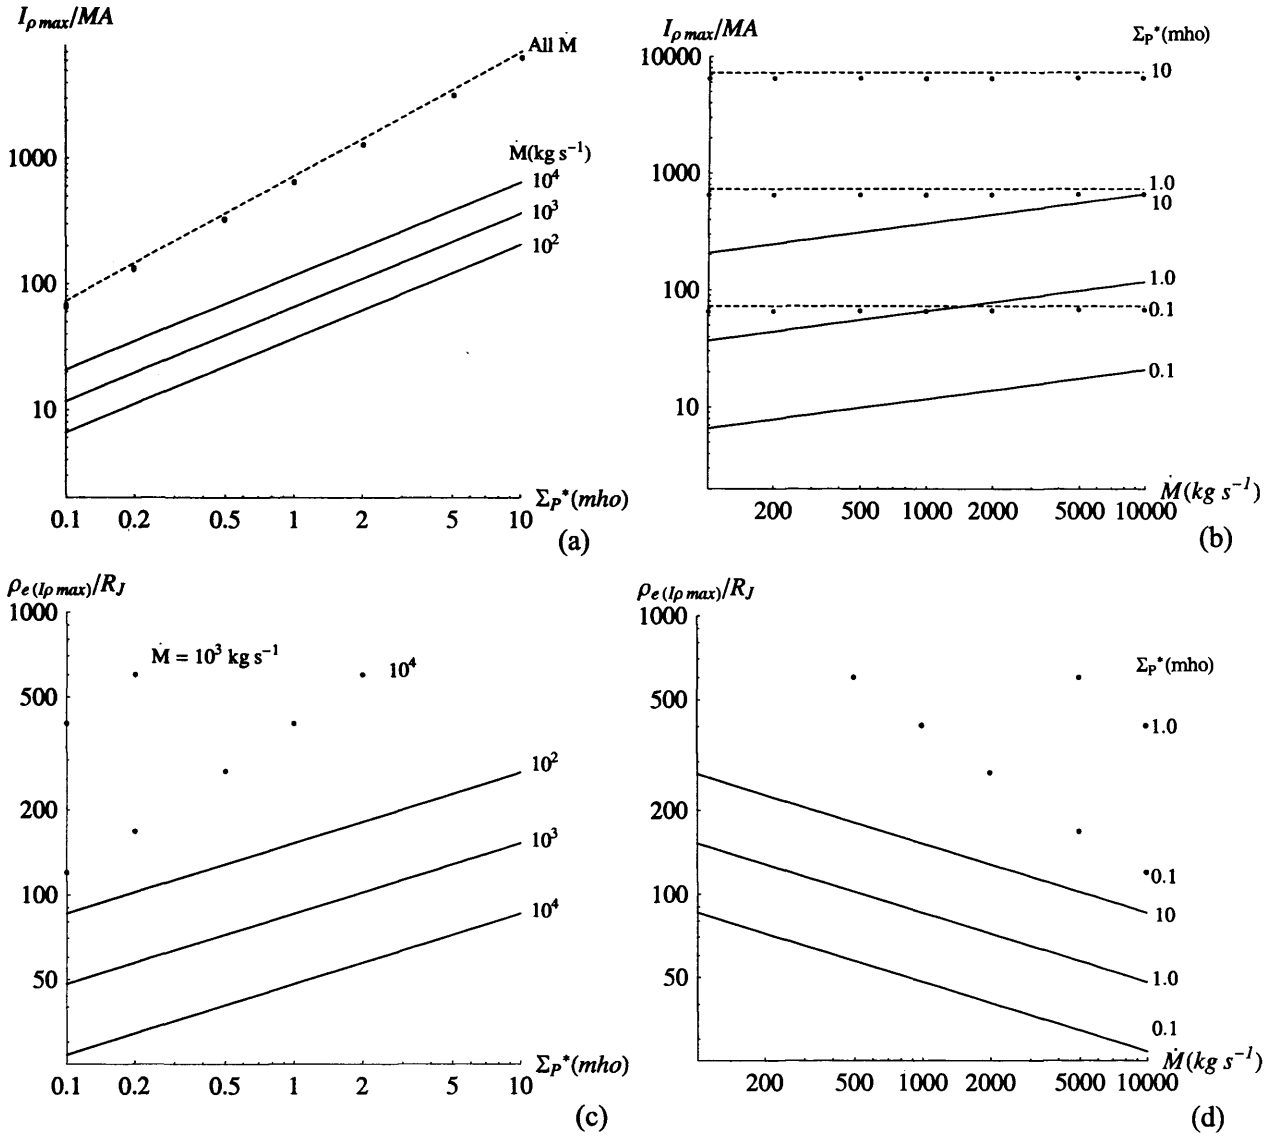 I_ρ max/MA
All Ṁ
Ṁ(kg s⁻¹)
10⁴
10³
10²
1000
100
10
0.1 0.2 0.5 1 2 5 10
Σ_P*(mho)
(a)
I_ρ max/MA
Σ_P*(mho)
10000
10
1000
1.0
10
100
1.0
0.1
10
0.1
200 500 1000 2000 5000 10000
Ṁ(kg s⁻¹)
(b)
ρ_e (Iρ max)/R_J
1000
Ṁ = 10³ kg s⁻¹
10⁴
500
10²
200
10³
100
10⁴
50
0.1 0.2 0.5 1 2 5 10
Σ_P*(mho)
(c)
ρ_e (Iρ max)/R_J
1000
Σ_P*(mho)
500
1.0
200
100
0.1
10
50
1.0
0.1
200 500 1000 2000 5000 10000
Ṁ(kg s⁻¹)
(d)